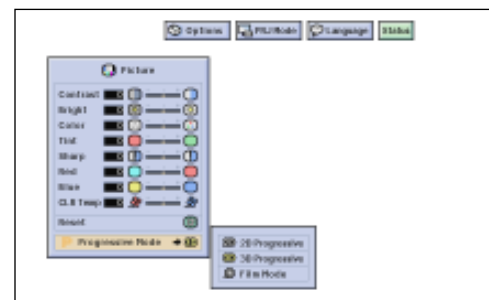 Options PRJ Mode Language Status
Picture
Contrast
Bright
Color
Tint
Sharp
Red
Blue
CLR Temp
Reset
Progressive Mode
2D Progressive
3D Progressive
Film Mode